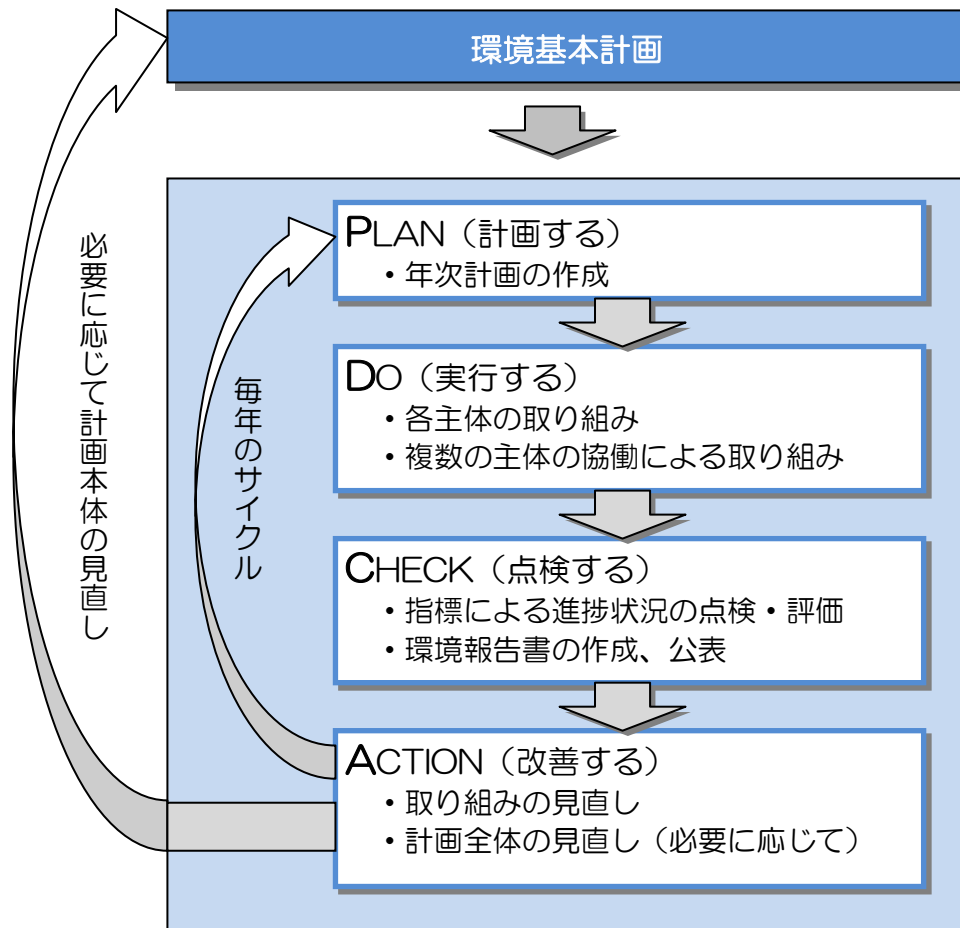 環境基本計画
必要に応じて計画本体の見直し
毎年のサイクル
PLAN（計画する）
・年次計画の作成
DO（実行する）
・各主体の取り組み
・複数の主体の協働による取り組み
CHECK（点検する）
・指標による進捗状況の点検・評価
・環境報告書の作成、公表
ACTION（改善する）
・取り組みの見直し
・計画全体の見直し（必要に応じて）